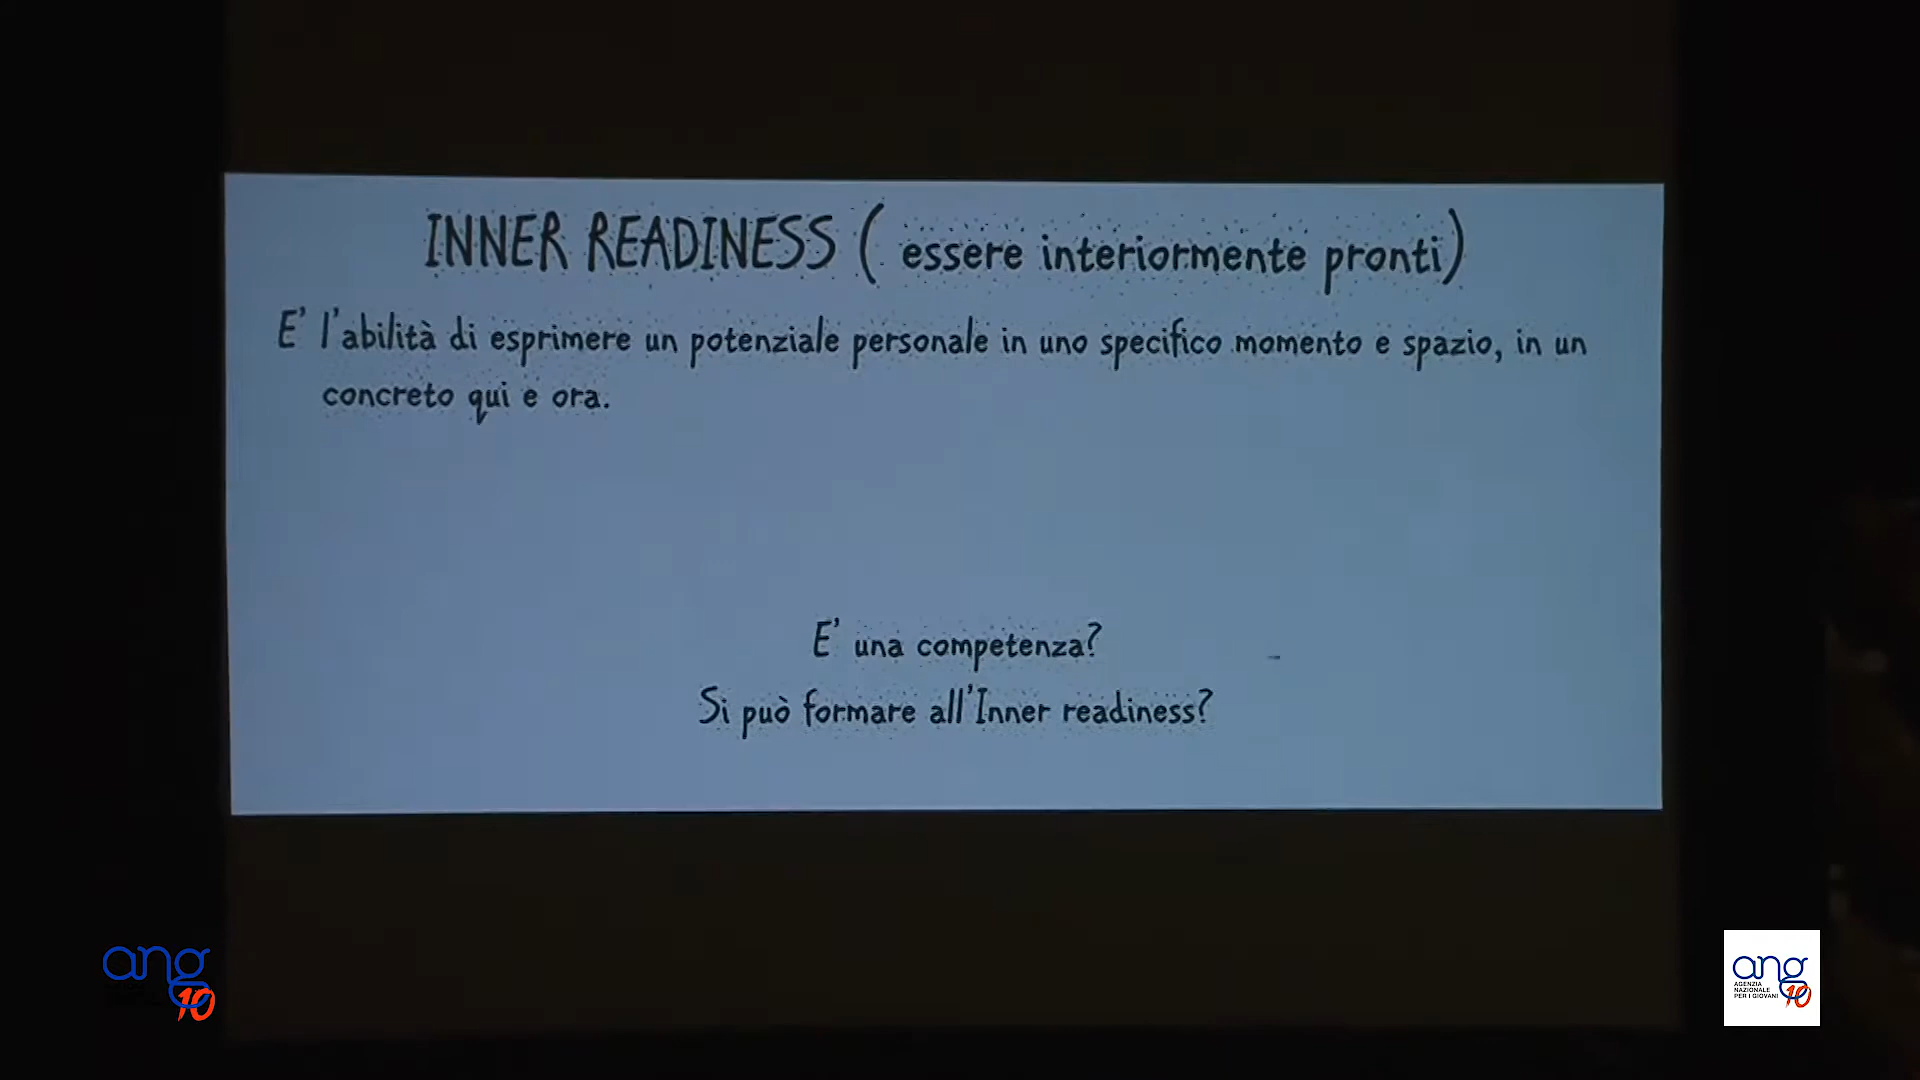 INNER READINESS ( essere interiormente pronti)
E' l'abilità di esprimere un potenziale personale in uno specifico momento e spazio, in un
concreto qui e ora.
E' una competenza?
Si può formare all'Inner readiness?
ang
10
ang
AGENZIA
NAZIONALE
PER I GIOVANI
10